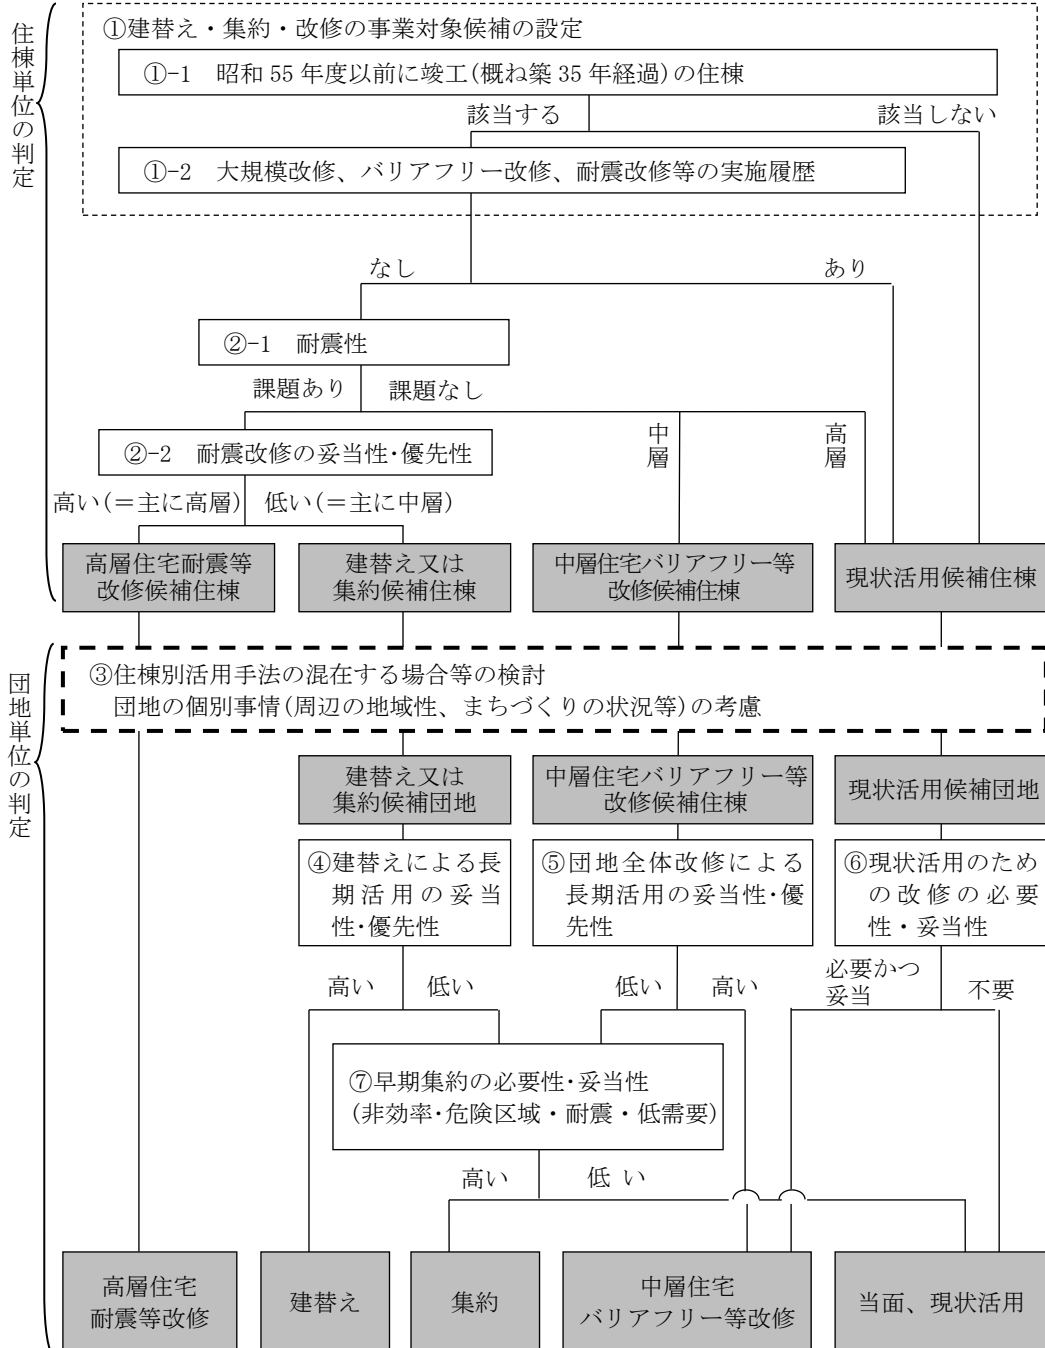 住棟単位の判定
①建替え・集約・改修の事業対象候補の設定
①-1　昭和 55 年度以前に竣工(概ね築 35 年経過)の住棟
該当する
該当しない
①-2　大規模改修、バリアフリー改修、耐震改修等の実施履歴
なし
あり
②-1　耐震性
課題あり
課題なし
中層
高層
②-2　耐震改修の妥当性･優先性
高い(＝主に高層)
低い(＝主に中層)
高層住宅耐震等
改修候補住棟
建替え又は
集約候補住棟
中層住宅バリアフリー等
改修候補住棟
現状活用候補住棟
団地単位の判定
③住棟別活用手法の混在する場合等の検討
団地の個別事情(周辺の地域性、まちづくりの状況等)の考慮
建替え又は
集約候補団地
中層住宅バリアフリー等
改修候補住棟
現状活用候補団地
④建替えによる長
期活用の妥当
性･優先性
⑤団地全体改修による
長期活用の妥当性･優
先性
⑥現状活用のため
の改修の必要
性・妥当性
高い
低い
低い
高い
必要かつ
妥当
不要
⑦早期集約の必要性･妥当性
(非効率･危険区域・耐震・低需要)
高い
低 い
高層住宅
耐震等改修
建替え
集約
中層住宅
バリアフリー等改修
当面、現状活用